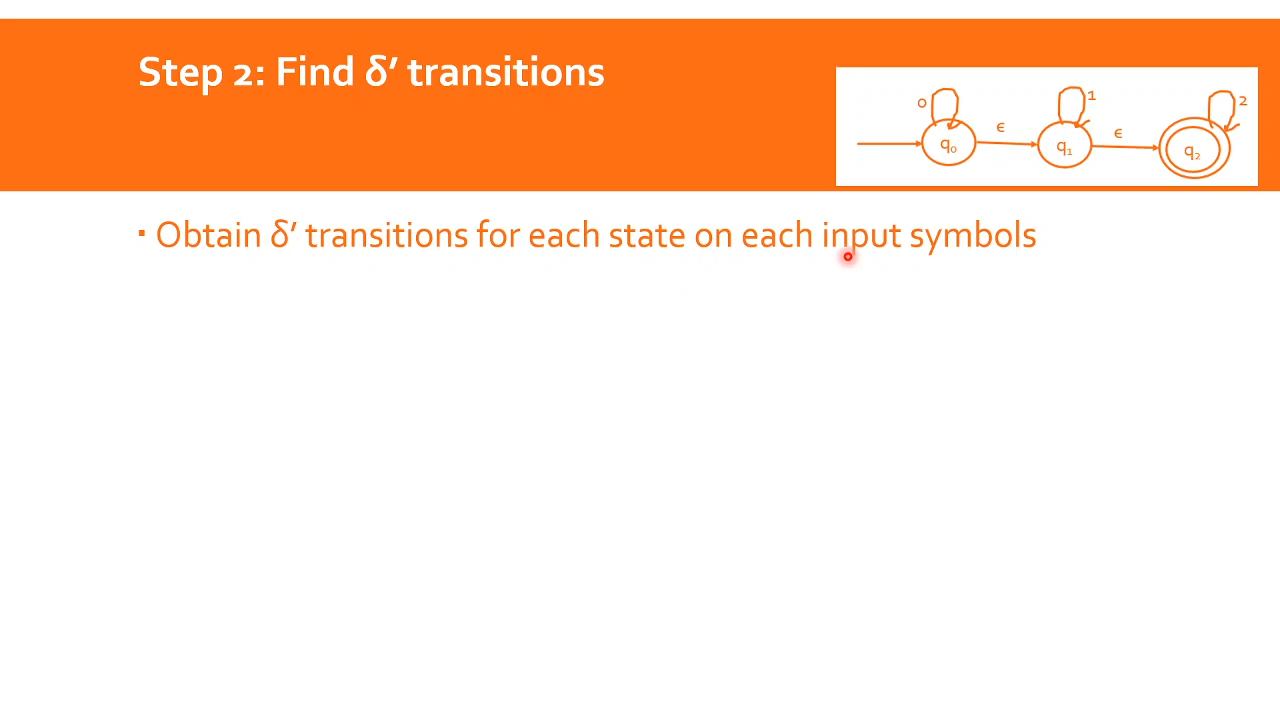 Step 2: Find δ’ transitions
0 1 2
ϵ ϵ
q₀ q₁ q₂
▪ Obtain δ’ transitions for each state on each input symbols